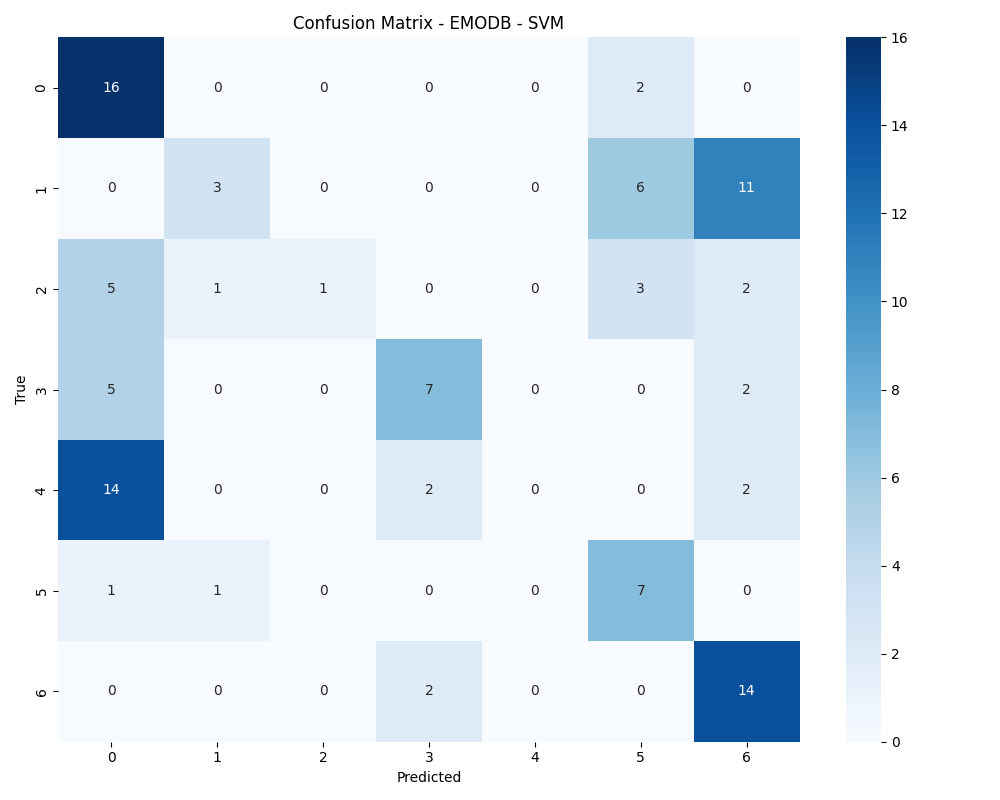 Confusion Matrix - EMODB - SVM
16
0 16 0 0 0 0 2 0
14
1 0 3 0 0 0 6 11
12
2 5 1 1 0 0 3 2
10
True
8
3 5 0 0 7 0 0 2
6
4 14 0 0 2 0 0 2
4
5 1 1 0 0 0 7 0
2
6 0 0 0 2 0 0 14
0
0 1 2 3 4 5 6
Predicted